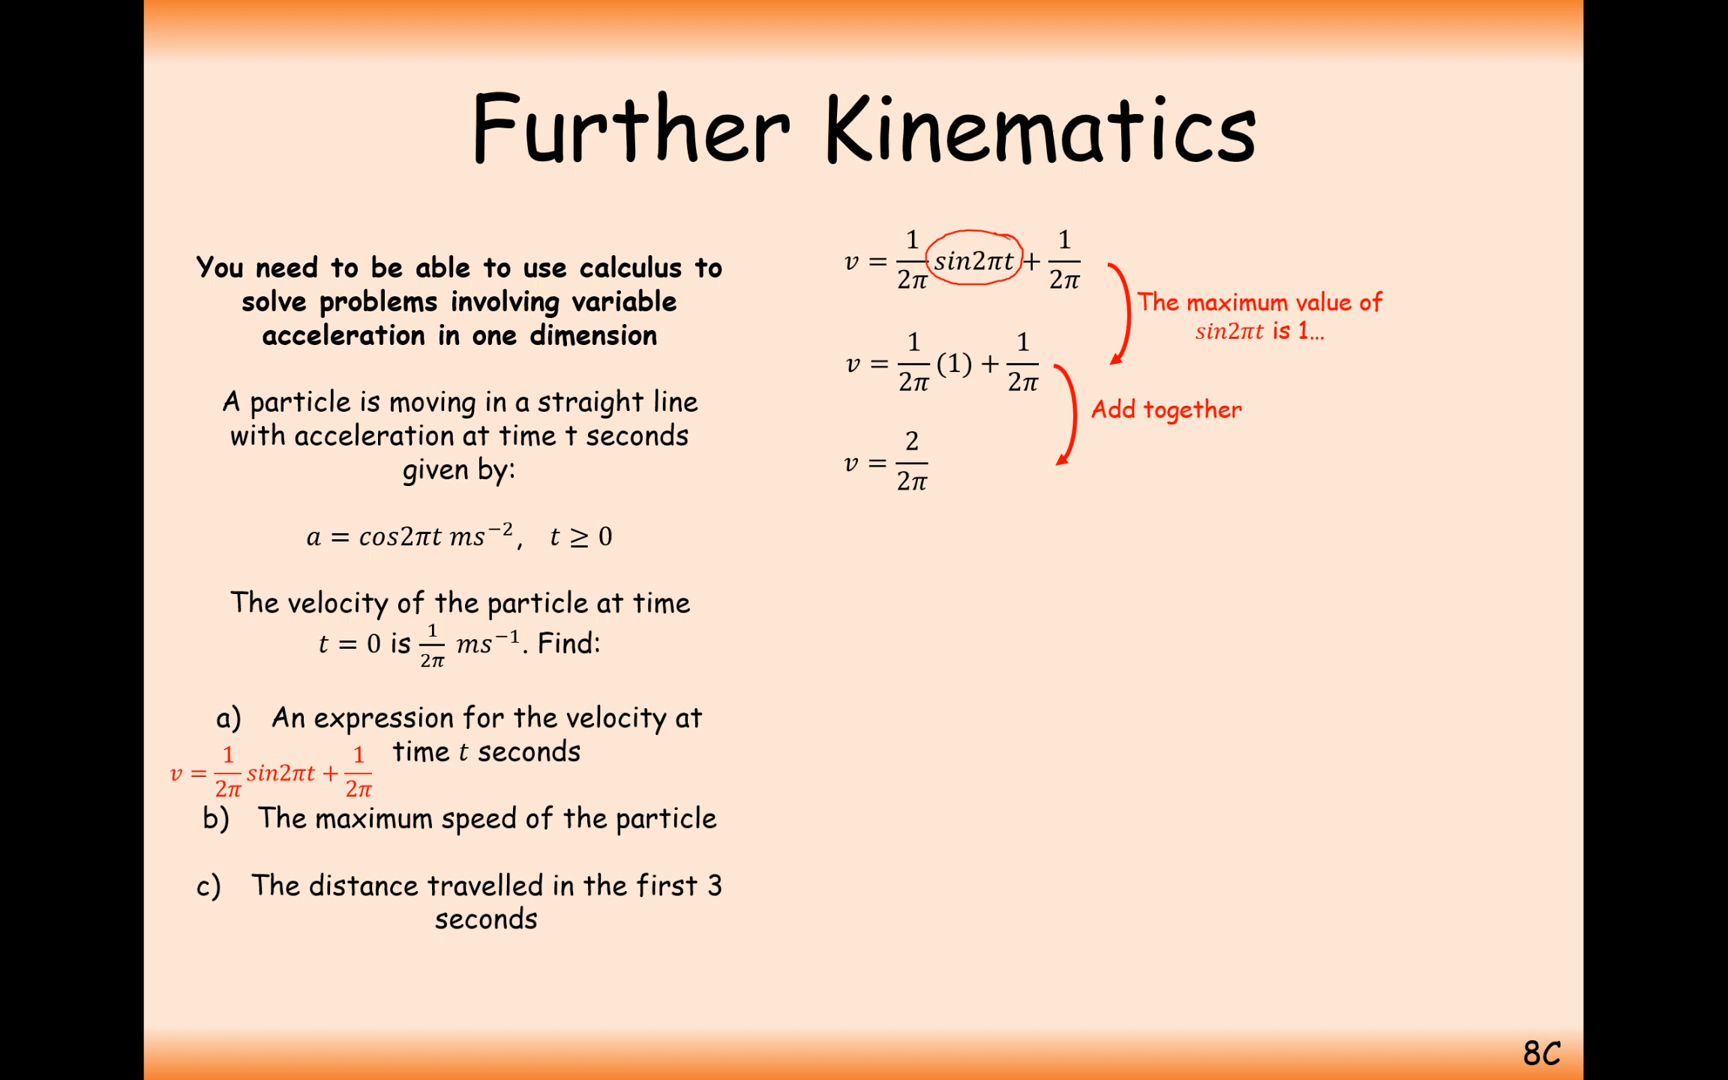 Further Kinematics
You need to be able to use calculus to
solve problems involving variable
acceleration in one dimension
A particle is moving in a straight line
with acceleration at time t seconds
given by:
a = cos2πt ms⁻², t ≥ 0
The velocity of the particle at time
t = 0 is 1/2π ms⁻¹. Find:
a) An expression for the velocity at
time t seconds
v = 1/2π sin2πt + 1/2π
b) The maximum speed of the particle
c) The distance travelled in the first 3
seconds
v = 1/2π sin2πt + 1/2π
The maximum value of
sin2πt is 1...
v = 1/2π (1) + 1/2π
Add together
v = 2/2π
8C